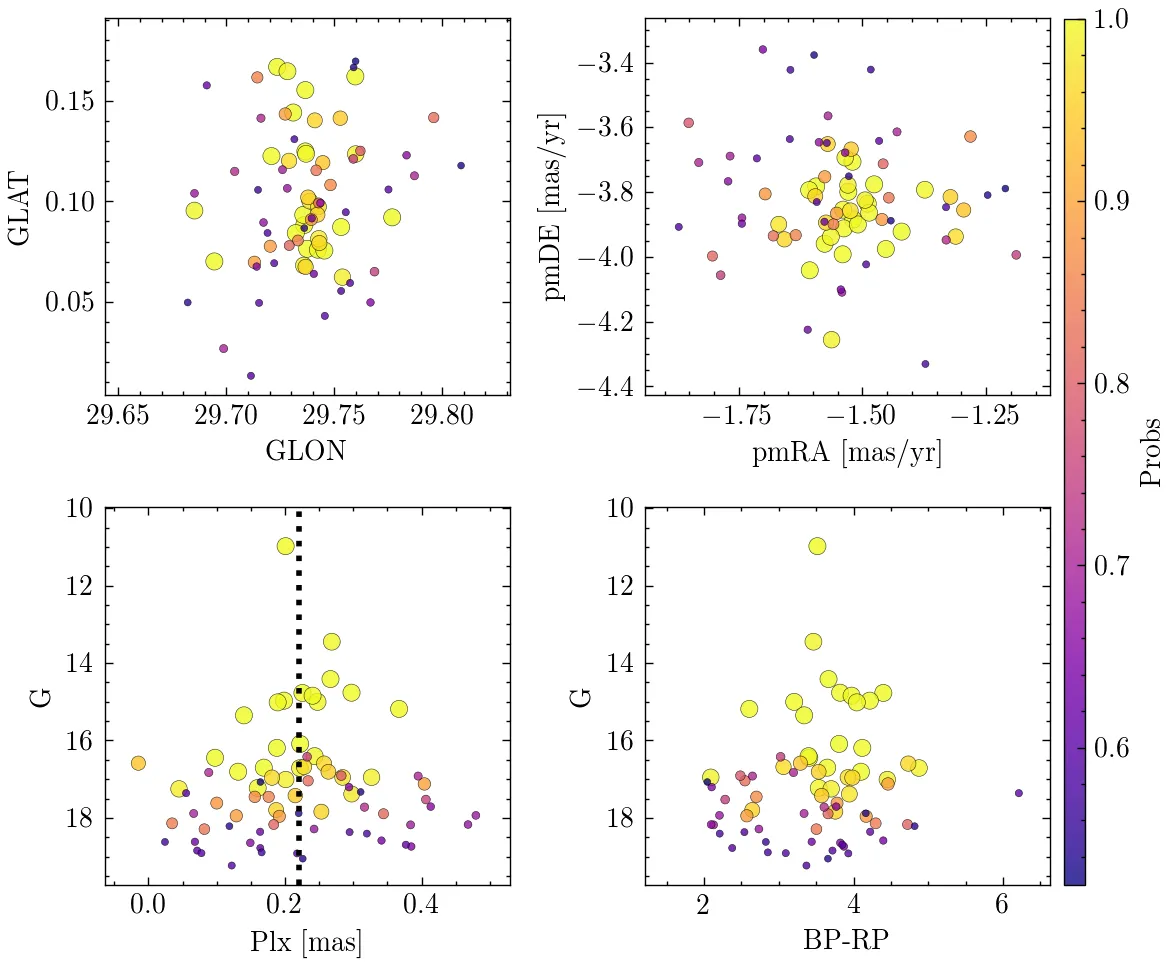 0.15
0.10
0.05
GLAT
29.65 29.70 29.75 29.80
GLON
−3.4
−3.6
−3.8
−4.0
−4.2
−4.4
pmDE [mas/yr]
−1.75 −1.50 −1.25
pmRA [mas/yr]
10
12
14
16
18
G
0.0 0.2 0.4
Plx [mas]
10
12
14
16
18
G
2 4 6
BP-RP
1.0
0.9
0.8
0.7
0.6
Probs